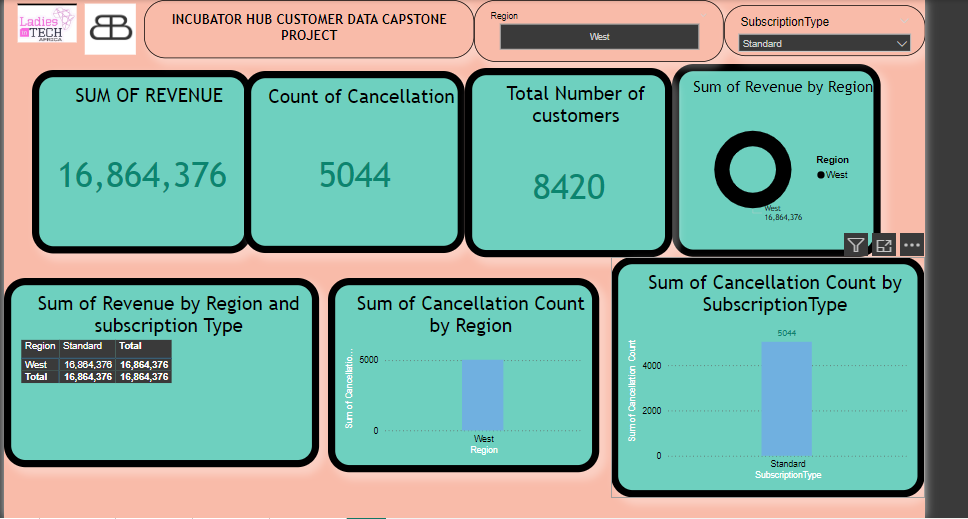 Ladies
in TECH
AFRICA
INCUBATOR HUB CUSTOMER DATA CAPSTONE
PROJECT
Region
West
SubscriptionType
Standard
SUM OF REVENUE
16,864,376
Count of Cancellation
5044
Total Number of
customers
8420
Sum of Revenue by Region
Region
West
West
16,864,376
Sum of Revenue by Region and
subscription Type
Region Standard Total
West 16,864,376 16,864,376
Total 16,864,376 16,864,376
Sum of Cancellation Count
by Region
Sum of Cancellatio...
5000
0
West
Region
Sum of Cancellation Count by
SubscriptionType
Sum of Cancellation Count
5044
4000
2000
0
Standard
SubscriptionType